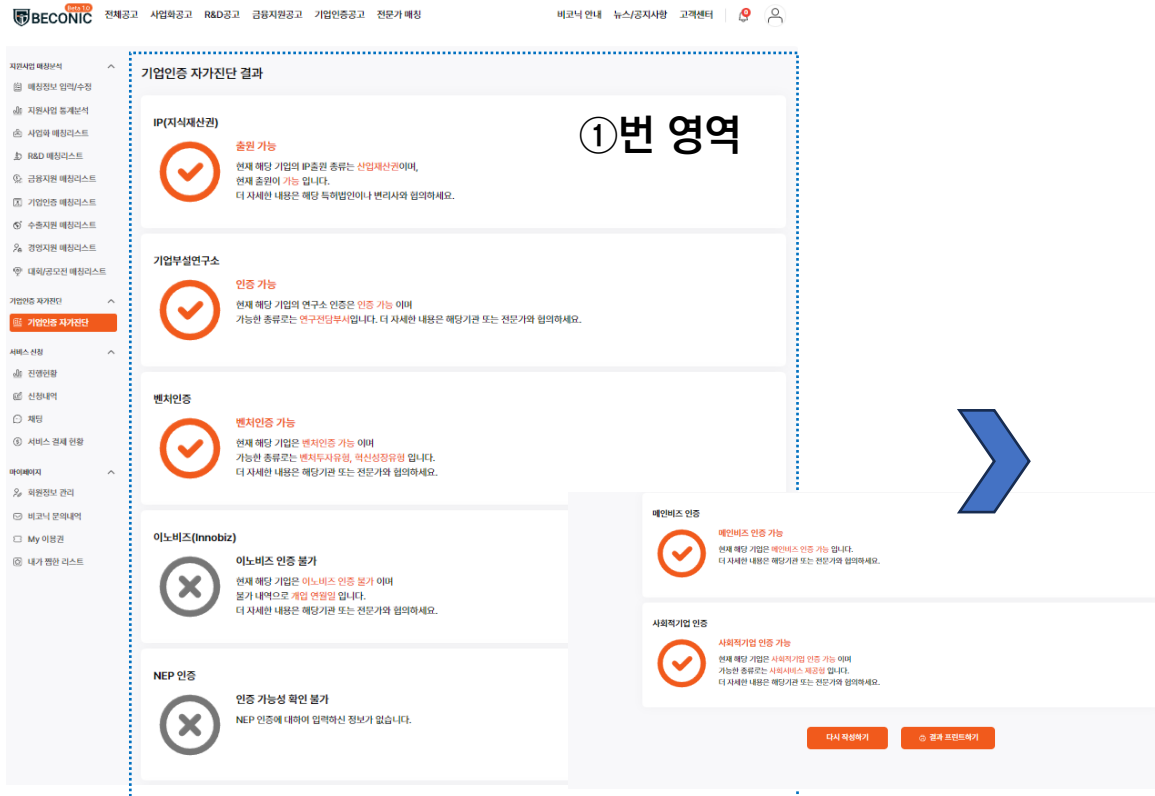 BECONIC Beta 1.0
전체공고 사업화공고 R&D공고 금융지원공고 기업인증공고 전문가 매칭
비코닉 안내 뉴스/공지사항 고객센터
지원사업 매칭분석
매칭정보 입력/수정
지원사업 통계분석
사업화 매칭리스트
R&D 매칭리스트
금융지원 매칭리스트
기업인증 매칭리스트
수출지원 매칭리스트
경영지원 매칭리스트
대회/공모전 매칭리스트
기업인증 자가진단
기업인증 자가진단
서비스 신청
진행현황
신청내역
채팅
서비스 결제 현황
마이페이지
회원정보 관리
비코닉 문의내역
My 이용권
내가 찜한 리스트
기업인증 자가진단 결과
①번 영역
IP(지식재산권)
출원 가능
현재 해당 기업의 IP출원 종류는 산업재산권이며,
현재 출원이 가능 입니다.
더 자세한 내용은 해당 특허법인이나 변리사와 협의하세요.
기업부설연구소
인증 가능
현재 해당 기업의 연구소 인증은 인증 가능 이며
가능한 종류로는 연구전담부서입니다. 더 자세한 내용은 해당기관 또는 전문가와 협의하세요.
벤처인증
벤처인증 가능
현재 해당 기업은 벤처인증 가능 이며
가능한 종류로는 벤처투자유형, 혁신성장유형 입니다.
더 자세한 내용은 해당기관 또는 전문가와 협의하세요.
이노비즈(Innobiz)
이노비즈 인증 불가
현재 해당 기업은 이노비즈 인증 불가 이며
불가 내역으로 개업 연월일 입니다.
더 자세한 내용은 해당기관 또는 전문가와 협의하세요.
NEP 인증
인증 가능성 확인 불가
NEP 인증에 대하여 입력하신 정보가 없습니다.
메인비즈 인증
메인비즈 인증 가능
현재 해당 기업은 메인비즈 인증 가능 입니다.
더 자세한 내용은 해당기관 또는 전문가와 협의하세요.
사회적기업 인증
사회적기업 인증 가능
현재 해당 기업은 사회적기업 인증 가능 이며
가능한 종류로는 사회서비스 제공형 입니다.
더 자세한 내용은 해당기관 또는 전문가와 협의하세요.
다시 작성하기
결과 프린트하기